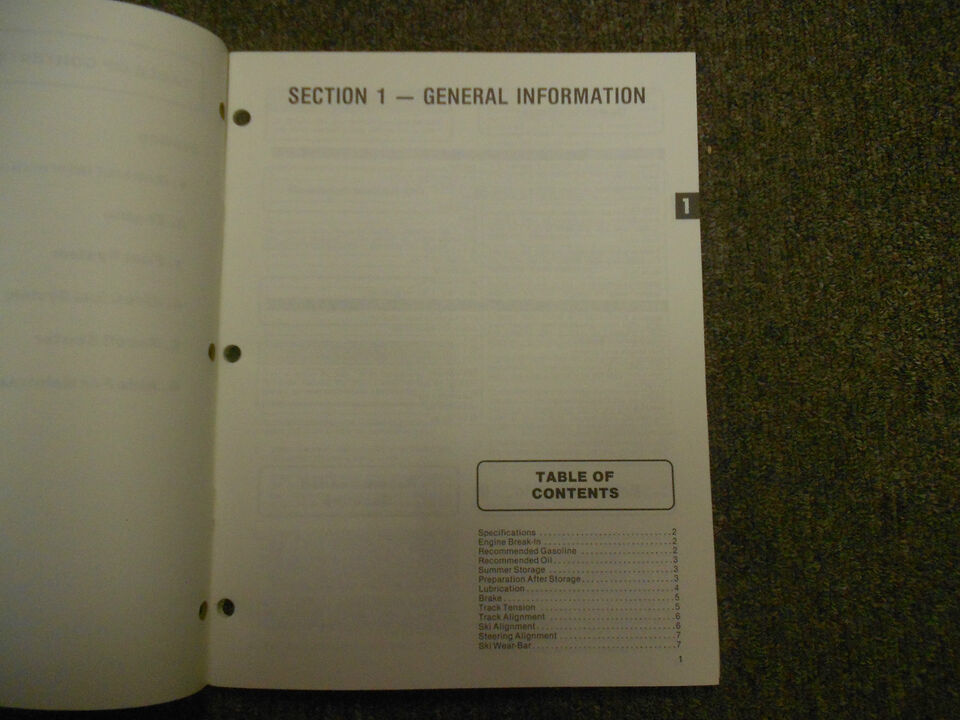 SECTION 1 — GENERAL INFORMATION
1
TABLE OF
CONTENTS
Specifications ........................... 2
Engine Break-In .......................... 2
Recommended Gasoline ..................... 2
Recommended Oil .......................... 3
Summer Storage ........................... 3
Preparation After Storage ................ 3
Lubrication .............................. 4
Brake .................................... 5
Track Tension ............................ 5
Track Alignment .......................... 6
Ski Alignment ............................ 6
Steering Alignment ....................... 7
Ski Wear-Bar ............................. 7
1